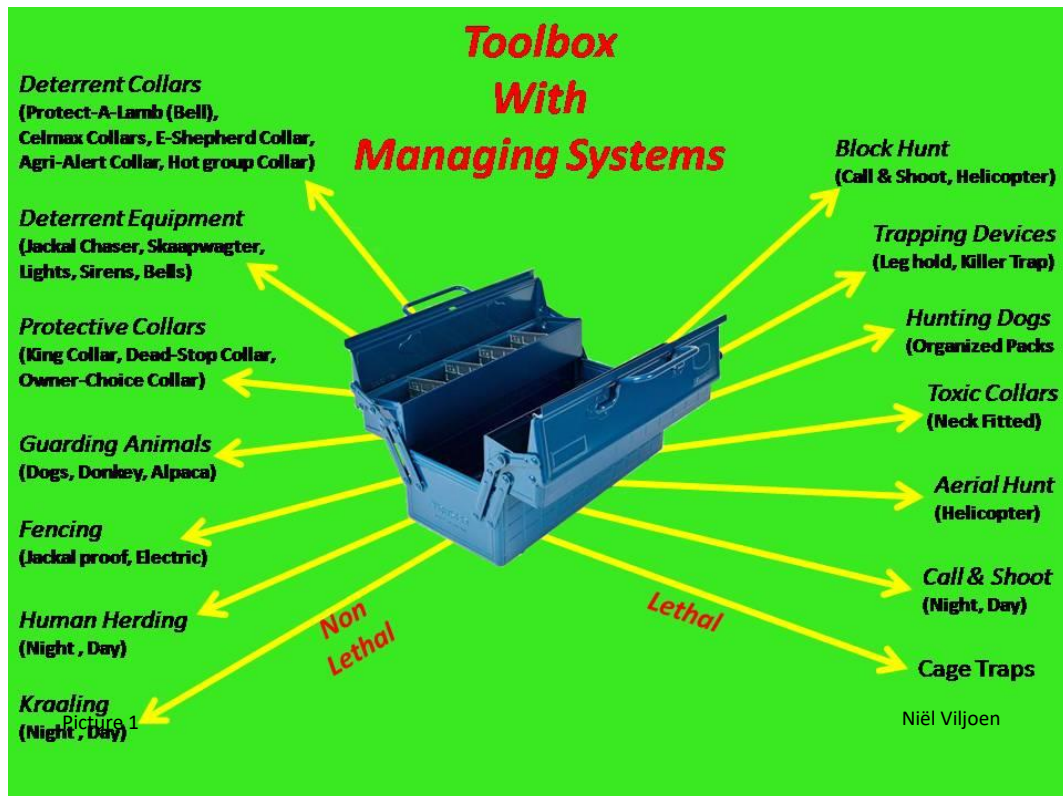 Toolbox
With
Managing Systems
Deterrent Collars
(Protect-A-Lamb (Bell),
Celmax Collars, E-Shepherd Collar,
Agri-Alert Collar, Hot group Collar)
Deterrent Equipment
(Jackal Chaser, Skaapwagter,
Lights, Sirens, Bells)
Protective Collars
(King Collar, Dead-Stop Collar,
Owner-Choice Collar)
Guarding Animals
(Dogs, Donkey, Alpaca)
Fencing
(Jackal proof, Electric)
Human Herding
(Night , Day)
Kraaling
(Night , Day)
Picture 1
Non
Lethal
Block Hunt
(Call & Shoot, Helicopter)
Trapping Devices
(Leg hold, Killer Trap)
Hunting Dogs
(Organized Packs
Toxic Collars
(Neck Fitted)
Aerial Hunt
(Helicopter)
Call & Shoot
(Night, Day)
Cage Traps
Lethal
Niël Viljoen